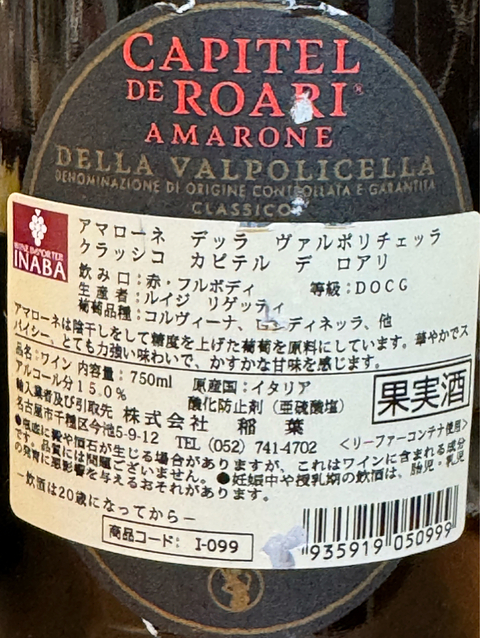 CAPITEL
DE ROARI®
AMARONE
DELLA VALPOLICELLA
DENOMINAZIONE DI ORIGINE CONTROLLATA E GARANTITA
CLASSICO
WINE IMPORTER
INABA
アマローネ デッラ ヴァルポリチェッラ
クラッシコ カピテル デ ロアリ
飲み口:赤・フルボディ 等級:DOCG
生産者:ルイジ リゲッティ
葡萄品種:コルヴィーナ、ロンディネッラ、他
アマローネは陰干しをして糖度を上げた葡萄を原料にしています。華やかでス
パイシー、とても力強い味わいで、かすかな甘味を感じます。
品名:ワイン 内容量:750ml 原産国:イタリア
アルコール分15.0% 酸化防止剤(亜硫酸塩)
果実酒
輸入業者及び引取先 株式会社 稲葉
名古屋市千種区今池5-9-12 TEL (052) 741-4702 <リーファーコンテナ使用>
●瓶底に澱や酒石が生じる場合がありますが、これはワインに含まれる成分
です。品質には問題ございません。●妊娠中や授乳期の飲酒は、胎児・乳児
の発育に悪影響を与えるおそれがあります。
―飲酒は20歳になってから―
商品コード: I-099
935919 050999